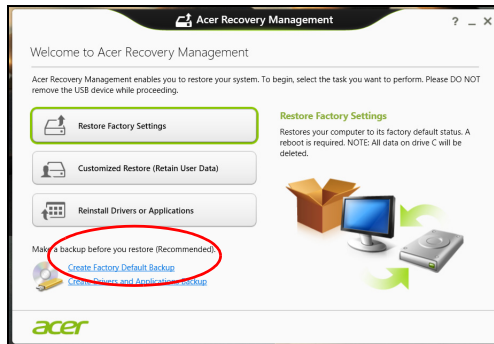 Acer Recovery Management
Welcome to Acer Recovery Management
Acer Recovery Management enables you to restore your system. To begin, select the task you want to perform. Please DO NOT
remove the USB device while proceeding.
Restore Factory Settings
Customized Restore (Retain User Data)
Reinstall Drivers or Applications
Restore Factory Settings
Restores your computer to its factory default status. A
reboot is required. NOTE: All data on drive C will be
deleted.
Make a backup before you restore (Recommended).
Create Factory Default Backup
Create Drivers and Applications Backup
acer